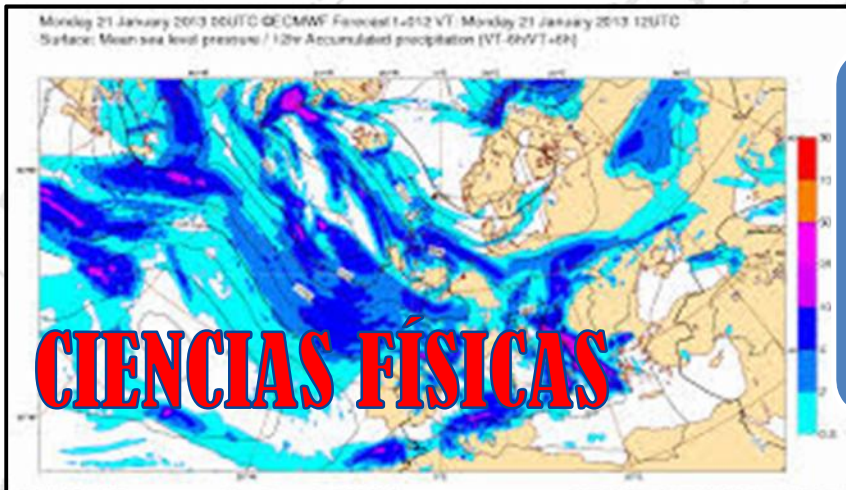 Monday 21 January 2013 00UTC ©ECMWF Forecast t+012 VT: Monday 21 January 2013 12UTC
Surface: Mean sea level pressure / 12hr Accumulated precipitation (VT-6h/VT+6h)
CIENCIAS FÍSICAS